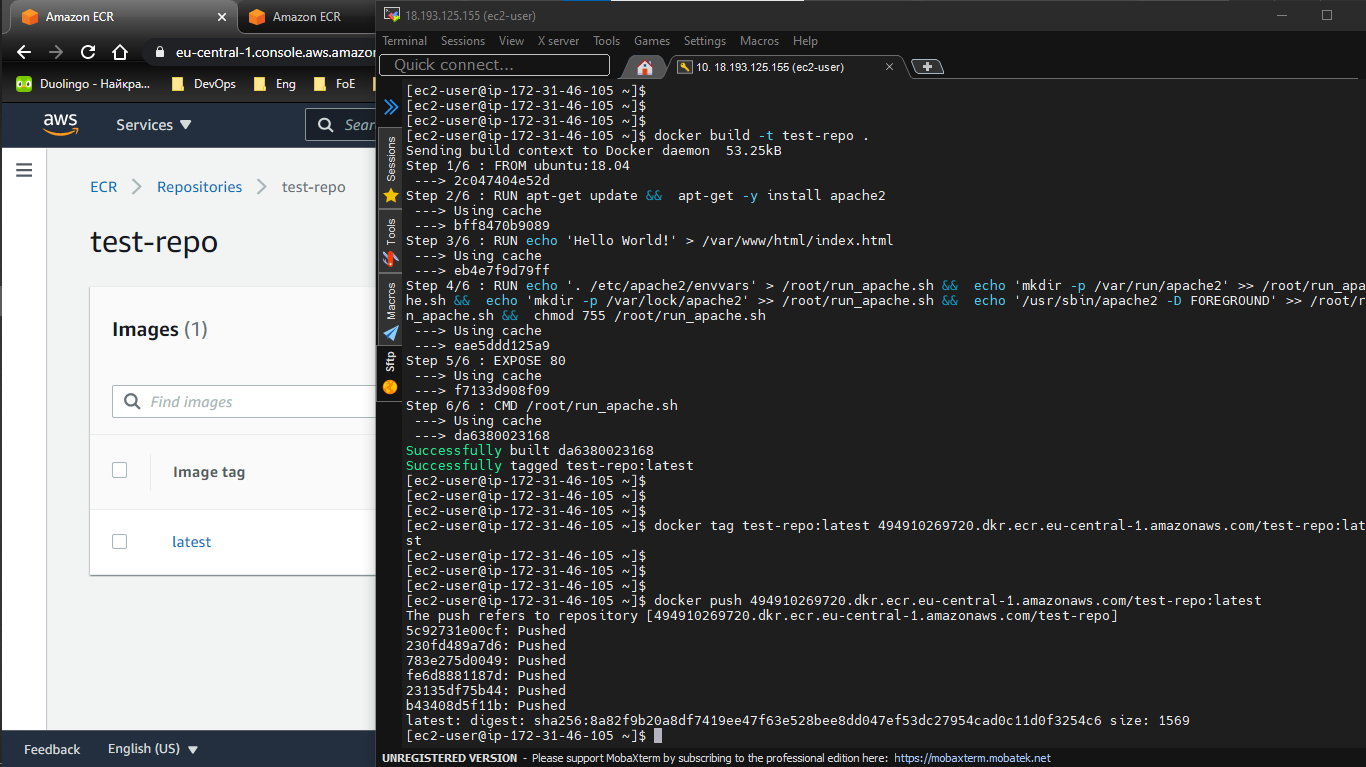 Amazon ECR
Amazon ECR
eu-central-1.console.aws.amazon
Duolingo - Найкра...
DevOps
Eng
FoE
aws
Services
Sear
ECR
Repositories
test-repo
test-repo
Images (1)
Find images
Image tag
latest
Feedback
English (US)
18.193.125.155 (ec2-user)
Terminal Sessions View X server Tools Games Settings Macros Help
Quick connect...
10. 18.193.125.155 (ec2-user)
Sessions
Tools
Macros
Sftp
[ec2-user@ip-172-31-46-105 ~]$
[ec2-user@ip-172-31-46-105 ~]$
[ec2-user@ip-172-31-46-105 ~]$
[ec2-user@ip-172-31-46-105 ~]$ docker build -t test-repo .
Sending build context to Docker daemon  53.25kB
Step 1/6 : FROM ubuntu:18.04
 ---> 2c047404e52d
Step 2/6 : RUN apt-get update &&  apt-get -y install apache2
 ---> Using cache
 ---> bff8470b9089
Step 3/6 : RUN echo 'Hello World!' > /var/www/html/index.html
 ---> Using cache
 ---> eb4e7f9d79ff
Step 4/6 : RUN echo '. /etc/apache2/envvars' > /root/run_apache.sh &&  echo 'mkdir -p /var/run/apache2' >> /root/run_apa
he.sh &&  echo 'mkdir -p /var/lock/apache2' >> /root/run_apache.sh &&  echo '/usr/sbin/apache2 -D FOREGROUND' >> /root/r
n_apache.sh &&  chmod 755 /root/run_apache.sh
 ---> Using cache
 ---> eae5ddd125a9
Step 5/6 : EXPOSE 80
 ---> Using cache
 ---> f7133d908f09
Step 6/6 : CMD /root/run_apache.sh
 ---> Using cache
 ---> da6380023168
Successfully built da6380023168
Successfully tagged test-repo:latest
[ec2-user@ip-172-31-46-105 ~]$
[ec2-user@ip-172-31-46-105 ~]$
[ec2-user@ip-172-31-46-105 ~]$
[ec2-user@ip-172-31-46-105 ~]$ docker tag test-repo:latest 494910269720.dkr.ecr.eu-central-1.amazonaws.com/test-repo:lat
st
[ec2-user@ip-172-31-46-105 ~]$
[ec2-user@ip-172-31-46-105 ~]$
[ec2-user@ip-172-31-46-105 ~]$
[ec2-user@ip-172-31-46-105 ~]$ docker push 494910269720.dkr.ecr.eu-central-1.amazonaws.com/test-repo:latest
The push refers to repository [494910269720.dkr.ecr.eu-central-1.amazonaws.com/test-repo]
5c92731e00cf: Pushed
230fd489a7d6: Pushed
783e275d0049: Pushed
fe6d8881187d: Pushed
23135df75b44: Pushed
b43408d5f11b: Pushed
latest: digest: sha256:8a82f9b20a8df7419ee47f63e528bee8dd047ef53dc27954cad0c11d0f3254c6 size: 1569
[ec2-user@ip-172-31-46-105 ~]$
UNREGISTERED VERSION - Please support MobaXterm by subscribing to the professional edition here: https://mobaxterm.mobatek.net